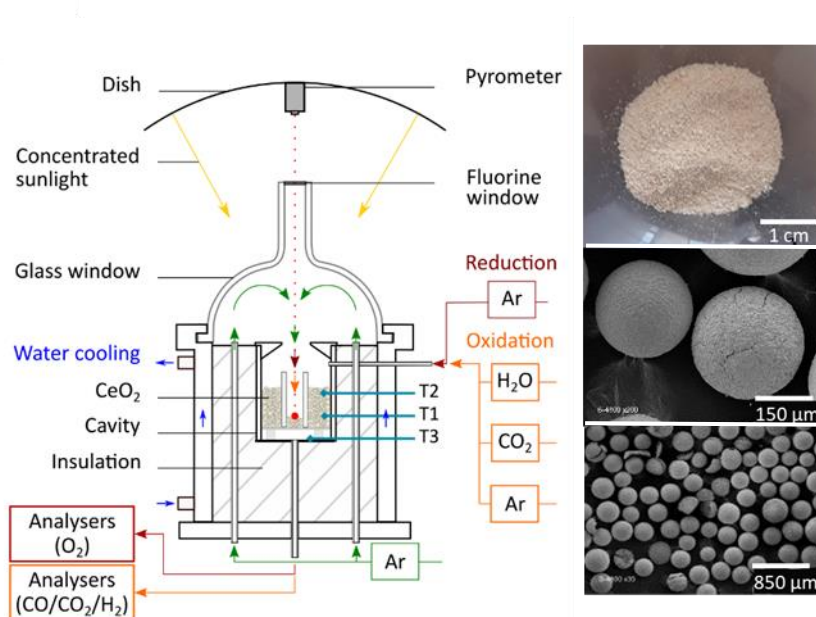 Dish
Pyrometer
Concentrated
sunlight
Fluorine
window
Glass window
Reduction
Ar
Water cooling
Oxidation
H₂O
CeO₂
T2
Cavity
T1
CO₂
T3
Insulation
Ar
Analysers
(O₂)
Ar
Analysers
(CO/CO₂/H₂)
1 cm
150 µm
850 µm